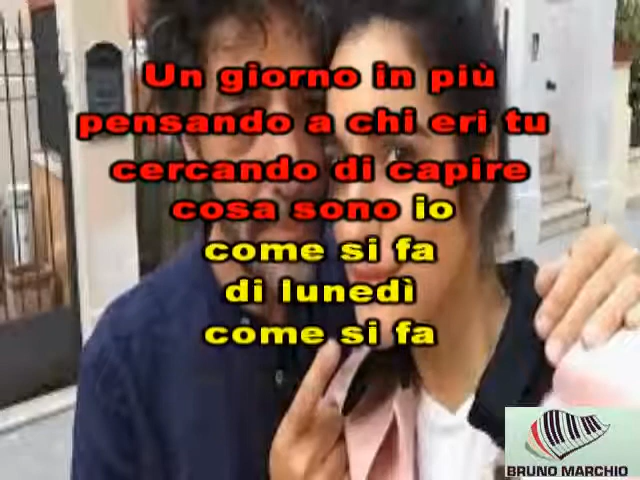 Un giorno in più
pensando a chi eri tu
cercando di capire
cosa sono io
come si fa
di lunedì
come si fa
BRUNO MARCHIO